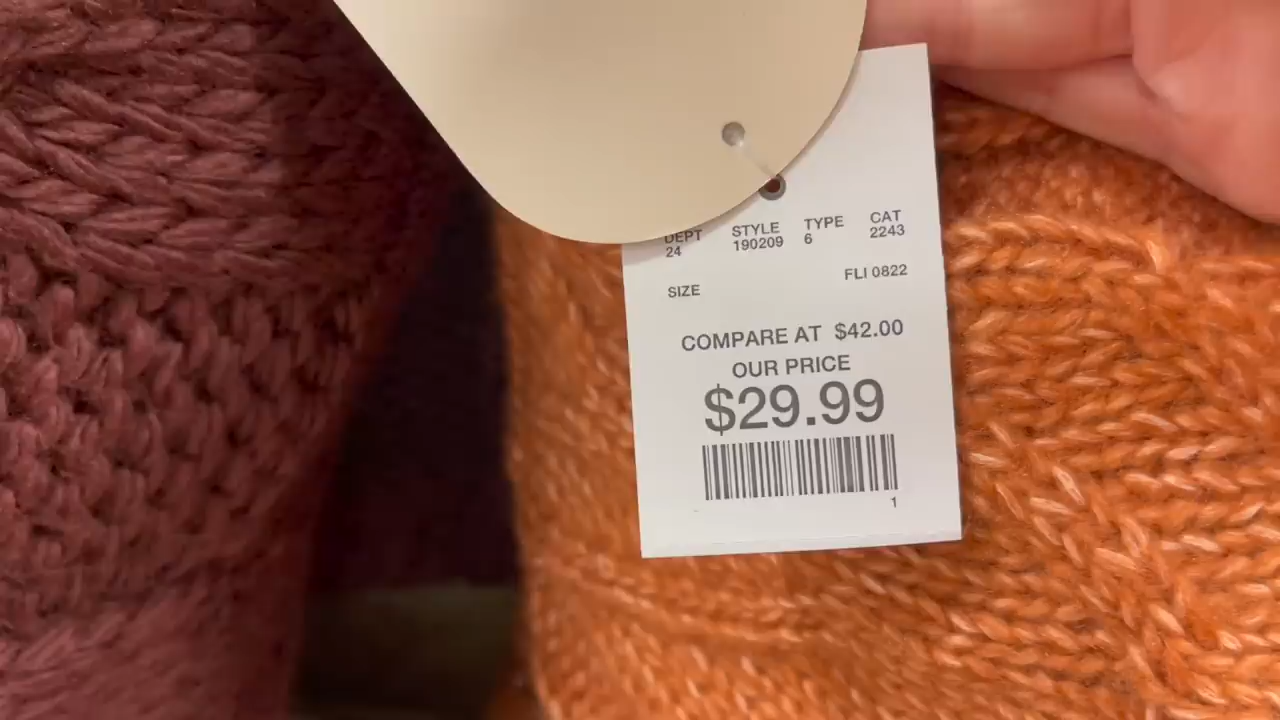 DEPT STYLE TYPE CAT
24 190209 6 2243
FLI 0822
SIZE
COMPARE AT $42.00
OUR PRICE
$29.99
1